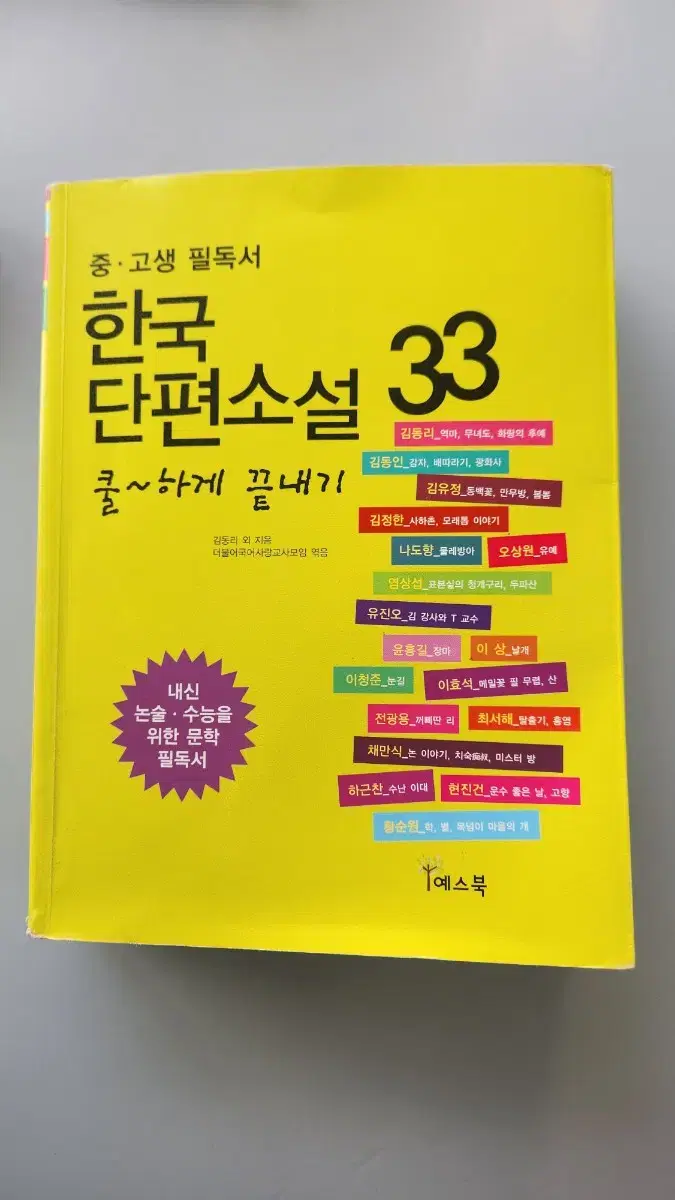 중·고생 필독서
한국
단편소설 33
쿨~하게 끝내기
김동리 외 지음
더불어국어사랑교사모임 엮음
김동리_역마, 무녀도, 화랑의 후예
김동인_감자, 배따라기, 광화사
김유정_동백꽃, 만무방, 봄봄
김정한_사하촌, 모래톱 이야기
나도향_물레방아
오상원_유예
염상섭_표본실의 청개구리, 두파산
유진오_김 강사와 T 교수
윤흥길_장마
이 상_날개
이청준_눈길
이효석_메밀꽃 필 무렵, 산
전광용_꺼삐딴 리
최서해_탈출기, 홍염
채만식_논 이야기, 치숙痴叔, 미스터 방
하근찬_수난 이대
현진건_운수 좋은 날, 고향
황순원_학, 별, 목넘이 마을의 개
내신
논술·수능을
위한 문학
필독서
예스북